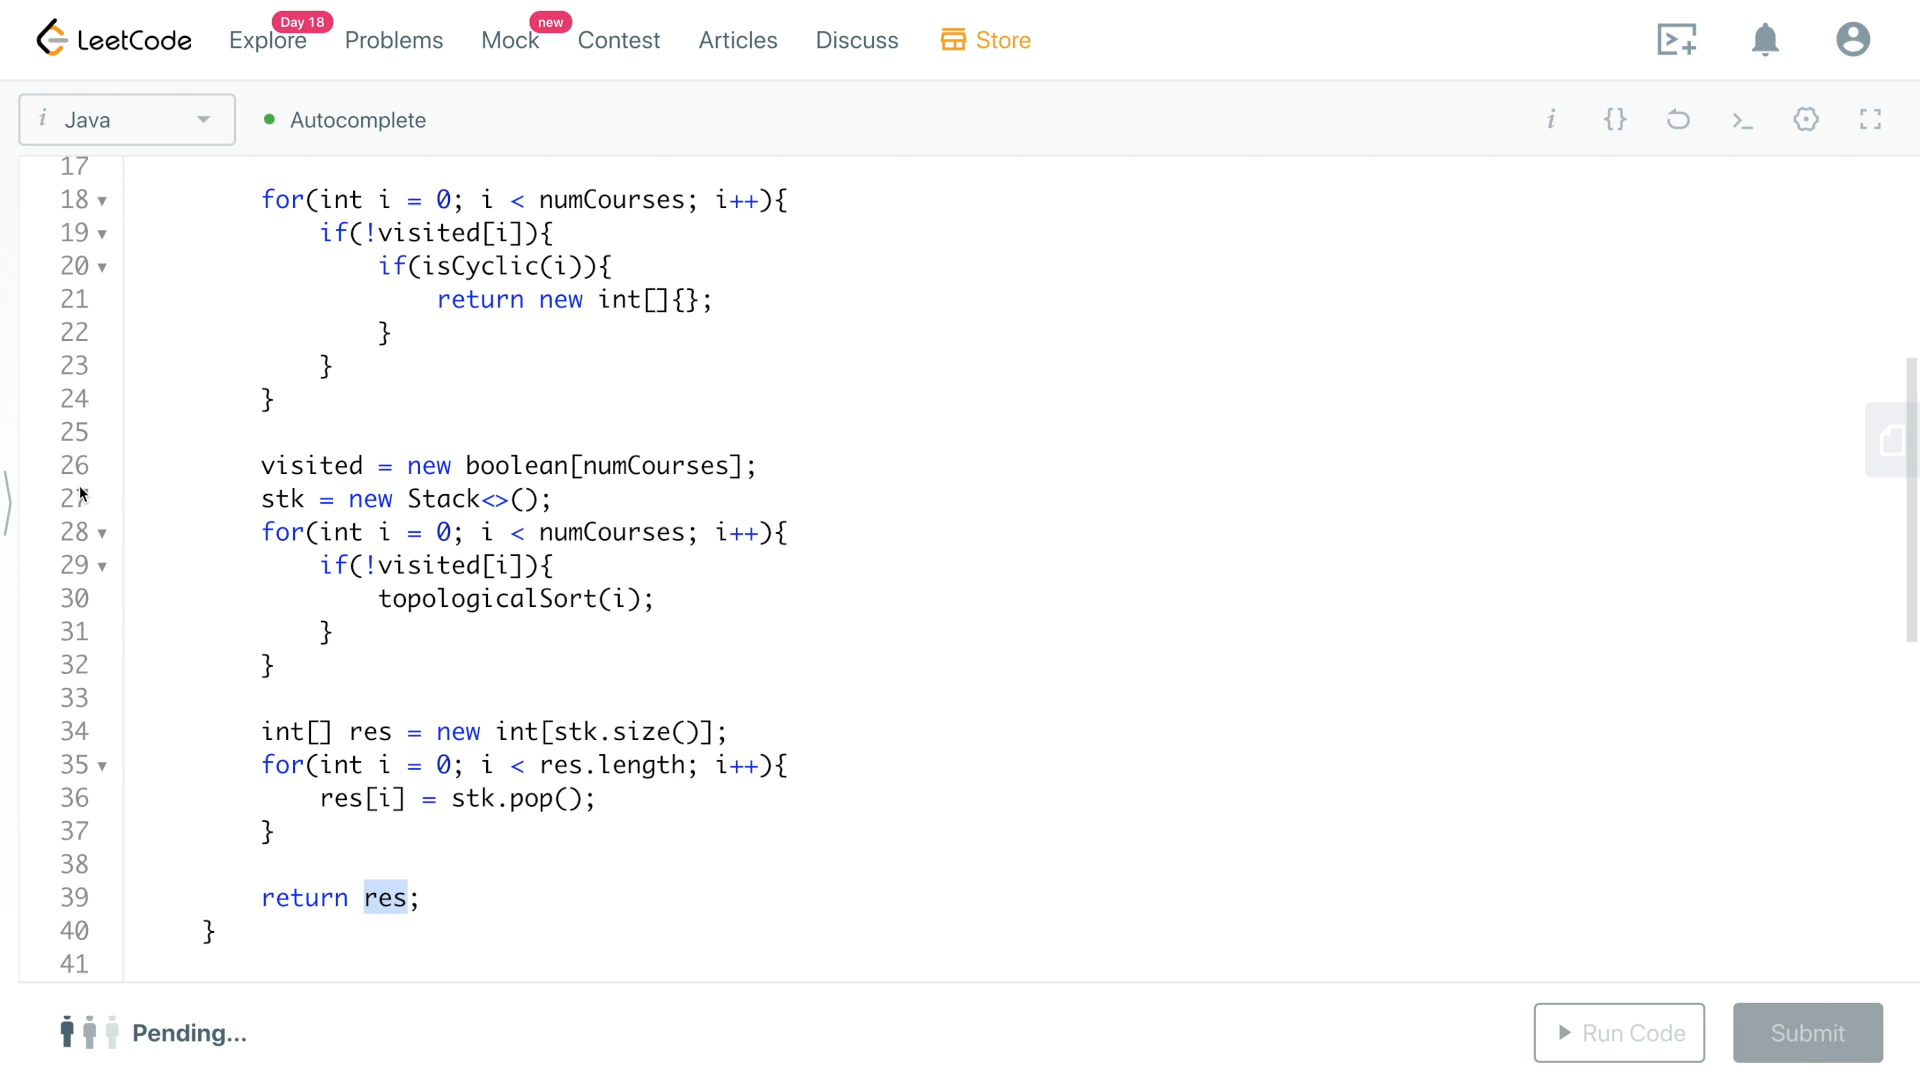 LeetCode Explore Day 18 Problems Mock new Contest Articles Discuss Store
i Java Autocomplete i {} >_
17
18 for(int i = 0; i < numCourses; i++){
19 if(!visited[i]){
20 if(isCyclic(i)){
21 return new int[]{};
22 }
23 }
24 }
25
26 visited = new boolean[numCourses];
27 stk = new Stack<>();
28 for(int i = 0; i < numCourses; i++){
29 if(!visited[i]){
30 topologicalSort(i);
31 }
32 }
33
34 int[] res = new int[stk.size()];
35 for(int i = 0; i < res.length; i++){
36 res[i] = stk.pop();
37 }
38
39 return res;
40 }
41
Pending... Run Code Submit